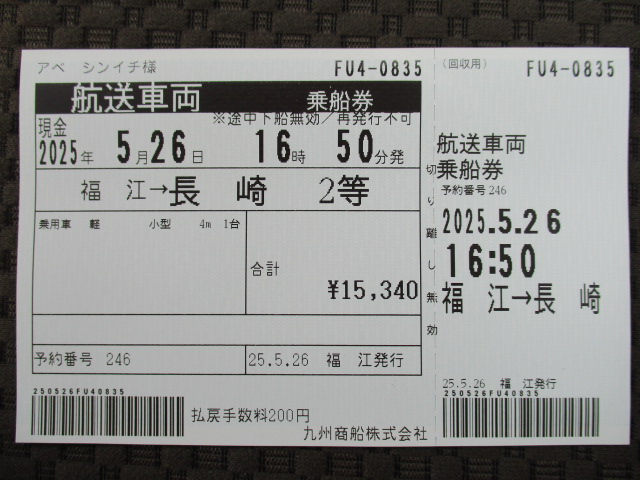 アベ シンイチ様 FU4-0835
航送車両 乗船券
※途中下船無効/再発行不可
現金
2025年 5月26日 16時 50分発
福 江→長 崎 2等
乗用車 軽 小型 4m 1台
合計
¥15,340
予約番号 246 25.5.26 福 江発行
250526FU40835
払戻手数料200円
九州商船株式会社
切り離し無効
(回収用) FU4-0835
航送車両
乗船券
予約番号246
2025.5.26
16:50
福 江→長 崎
25.5.26 福 江発行
250526FU40835